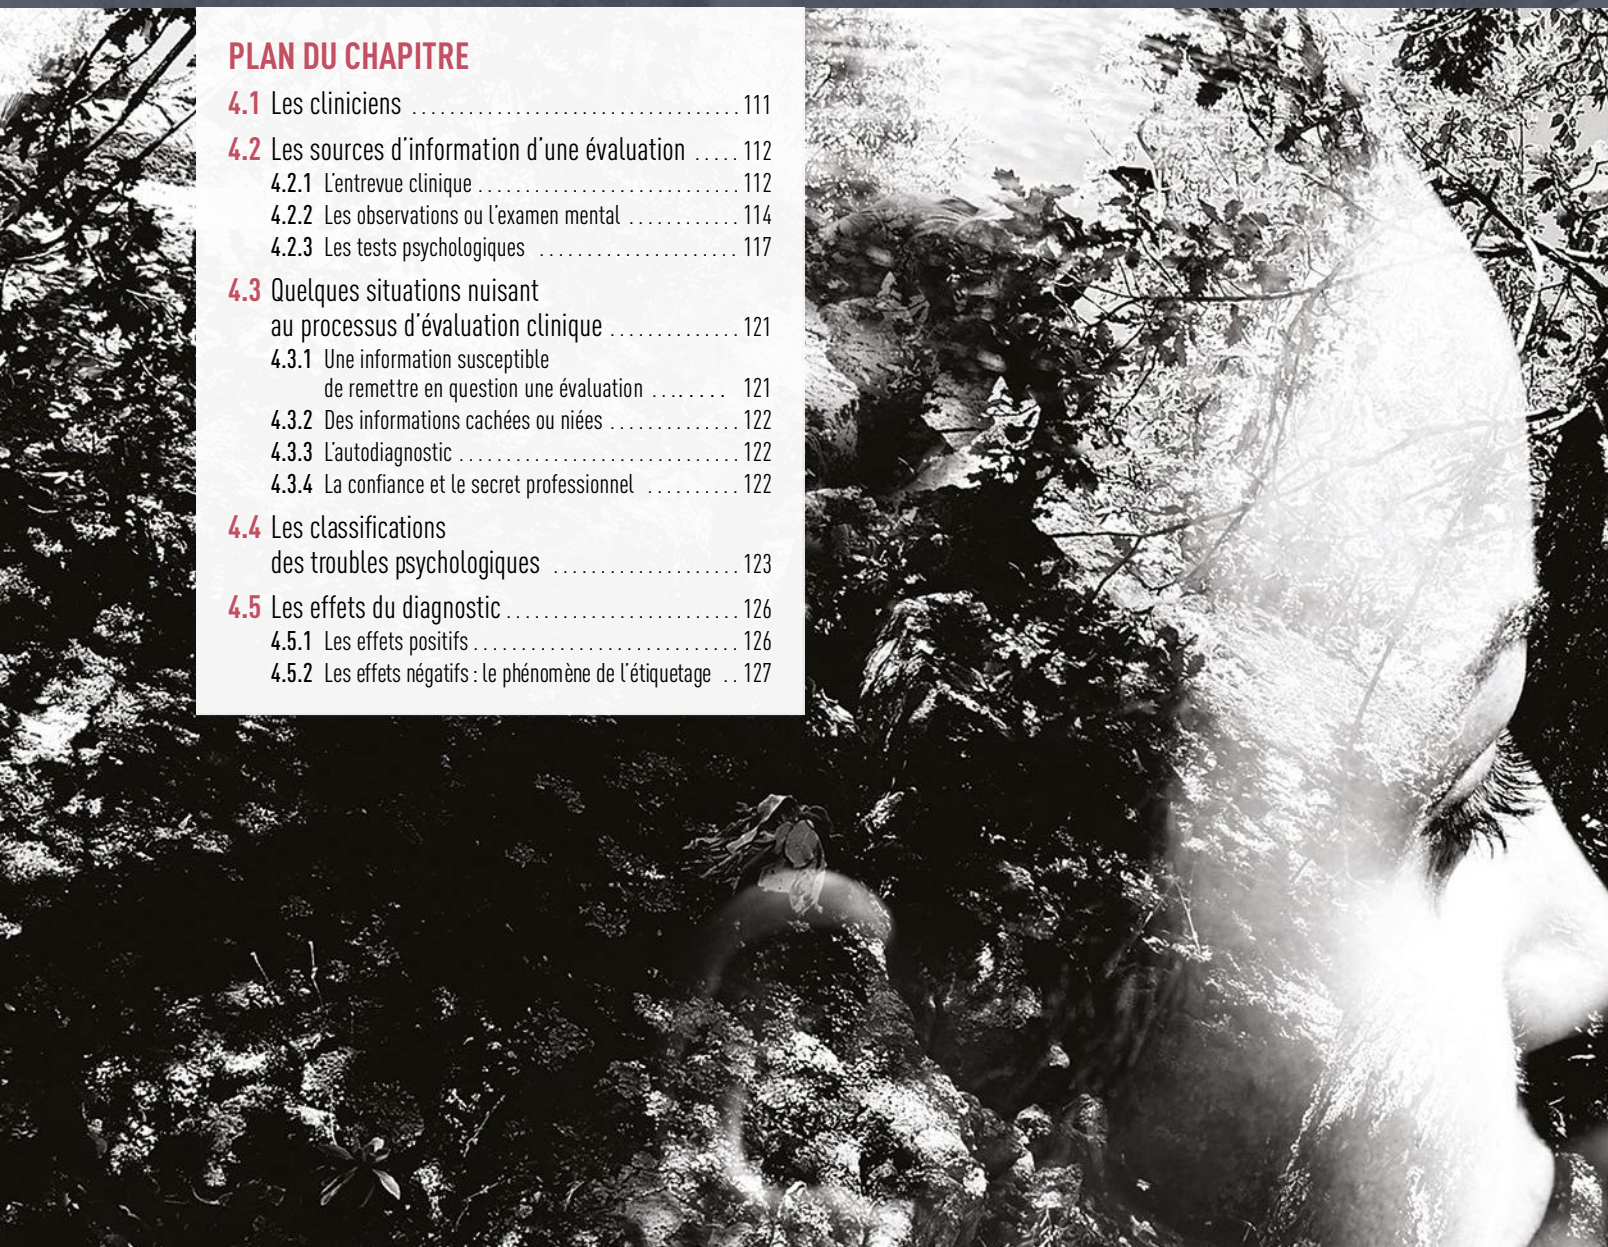 PLAN DU CHAPITRE
4.1 Les cliniciens ................................... 111
4.2 Les sources d'information d'une évaluation ..... 112
4.2.1 L'entrevue clinique ............................ 112
4.2.2 Les observations ou l'examen mental ............ 114
4.2.3 Les tests psychologiques ..................... 117
4.3 Quelques situations nuisant
au processus d'évaluation clinique .............. 121
4.3.1 Une information susceptible
de remettre en question une évaluation ........ 121
4.3.2 Des informations cachées ou niées .............. 122
4.3.3 L'autodiagnostic .............................. 122
4.3.4 La confiance et le secret professionnel .......... 122
4.4 Les classifications
des troubles psychologiques .................... 123
4.5 Les effets du diagnostic ......................... 126
4.5.1 Les effets positifs ............................ 126
4.5.2 Les effets négatifs : le phénomène de l'étiquetage .. 127